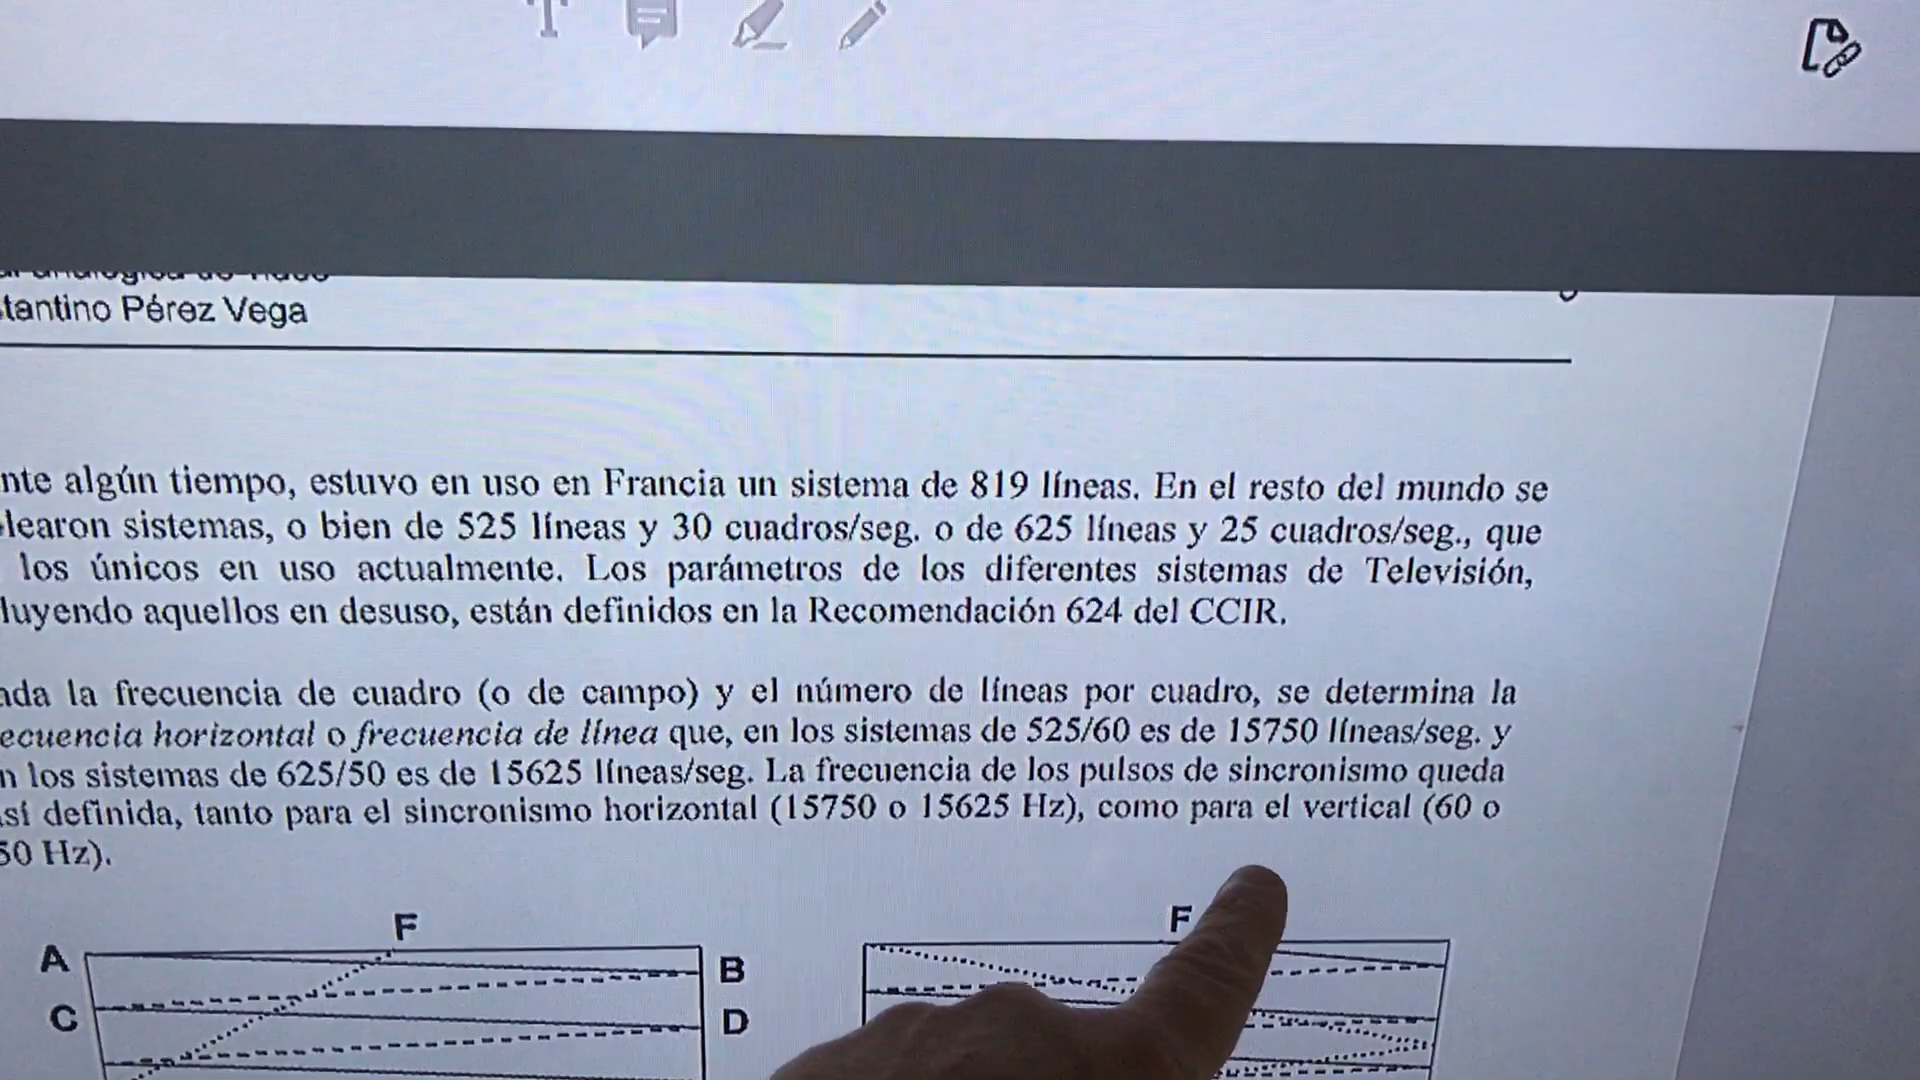 tantino Pérez Vega
nte algún tiempo, estuvo en uso en Francia un sistema de 819 líneas. En el resto del mundo se
learon sistemas, o bien de 525 líneas y 30 cuadros/seg. o de 625 líneas y 25 cuadros/seg., que
los únicos en uso actualmente. Los parámetros de los diferentes sistemas de Televisión,
luyendo aquellos en desuso, están definidos en la Recomendación 624 del CCIR.
ada la frecuencia de cuadro (o de campo) y el número de líneas por cuadro, se determina la
ecuencia horizontal o frecuencia de línea que, en los sistemas de 525/60 es de 15750 líneas/seg. y
n los sistemas de 625/50 es de 15625 líneas/seg. La frecuencia de los pulsos de sincronismo queda
así definida, tanto para el sincronismo horizontal (15750 o 15625 Hz), como para el vertical (60 o
50 Hz).
F
F
A
B
C
D